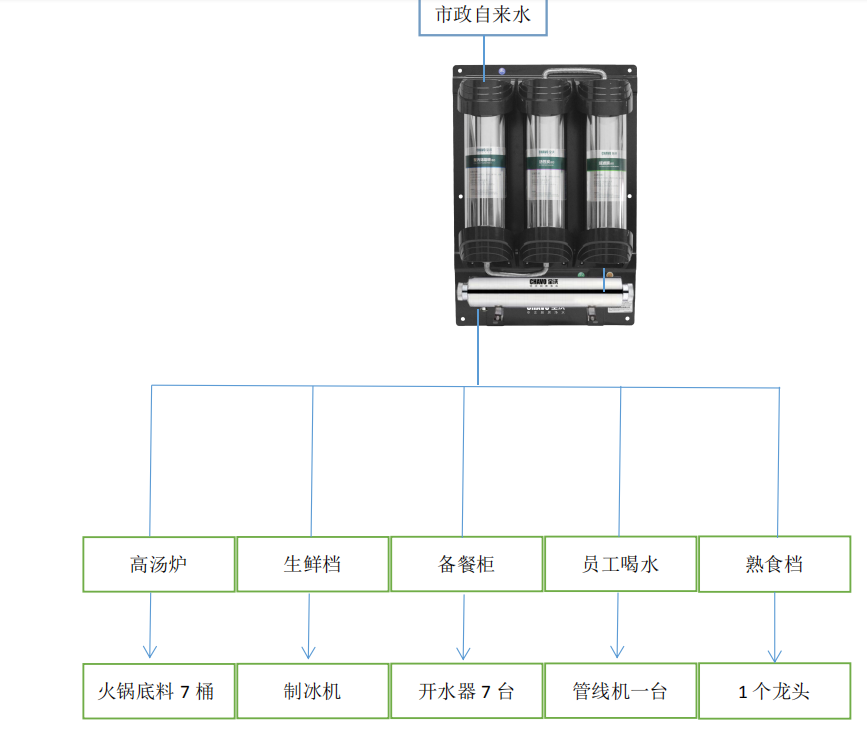 市政自来水
CHAVO 全沃
高汤炉
生鲜档
备餐柜
员工喝水
熟食档
火锅底料 7 桶
制冰机
开水器 7 台
管线机一台
1 个龙头